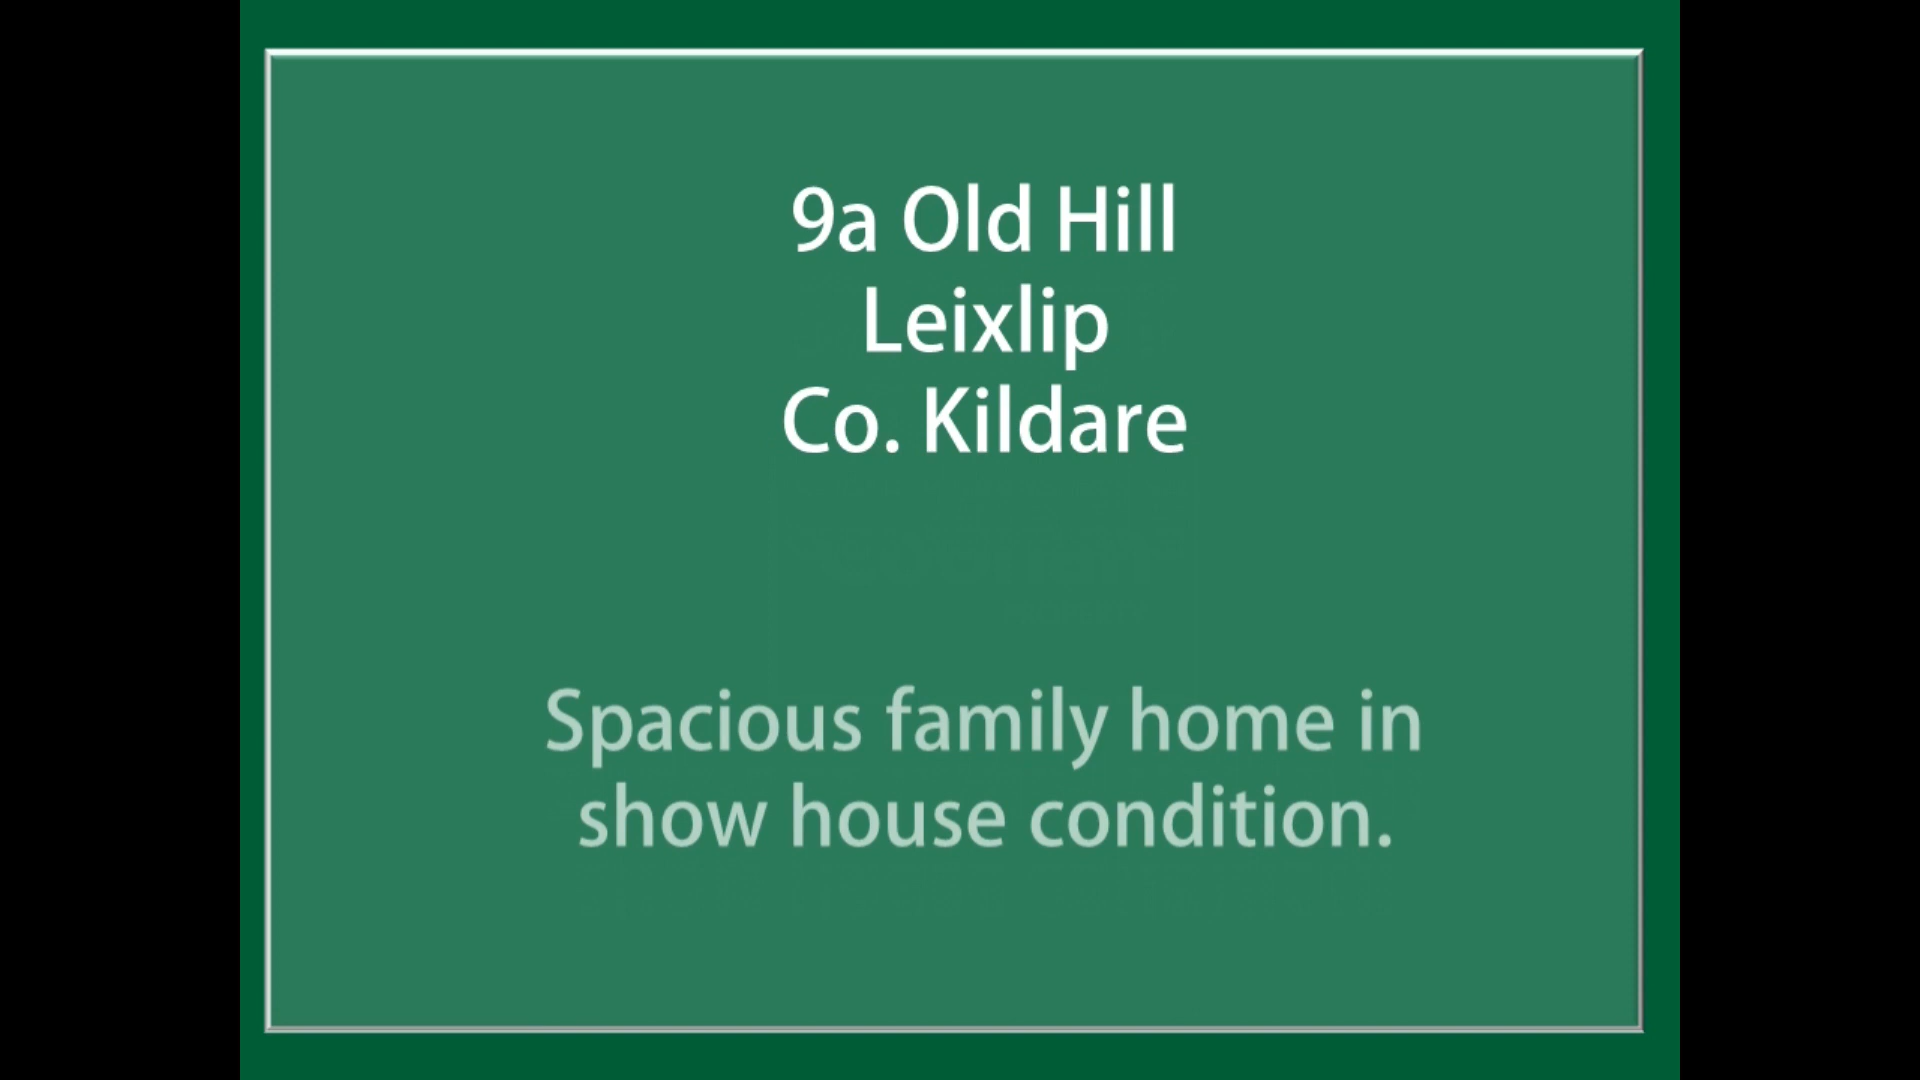 9a Old Hill
Leixlip
Co. Kildare
Spacious family home in
show house condition.